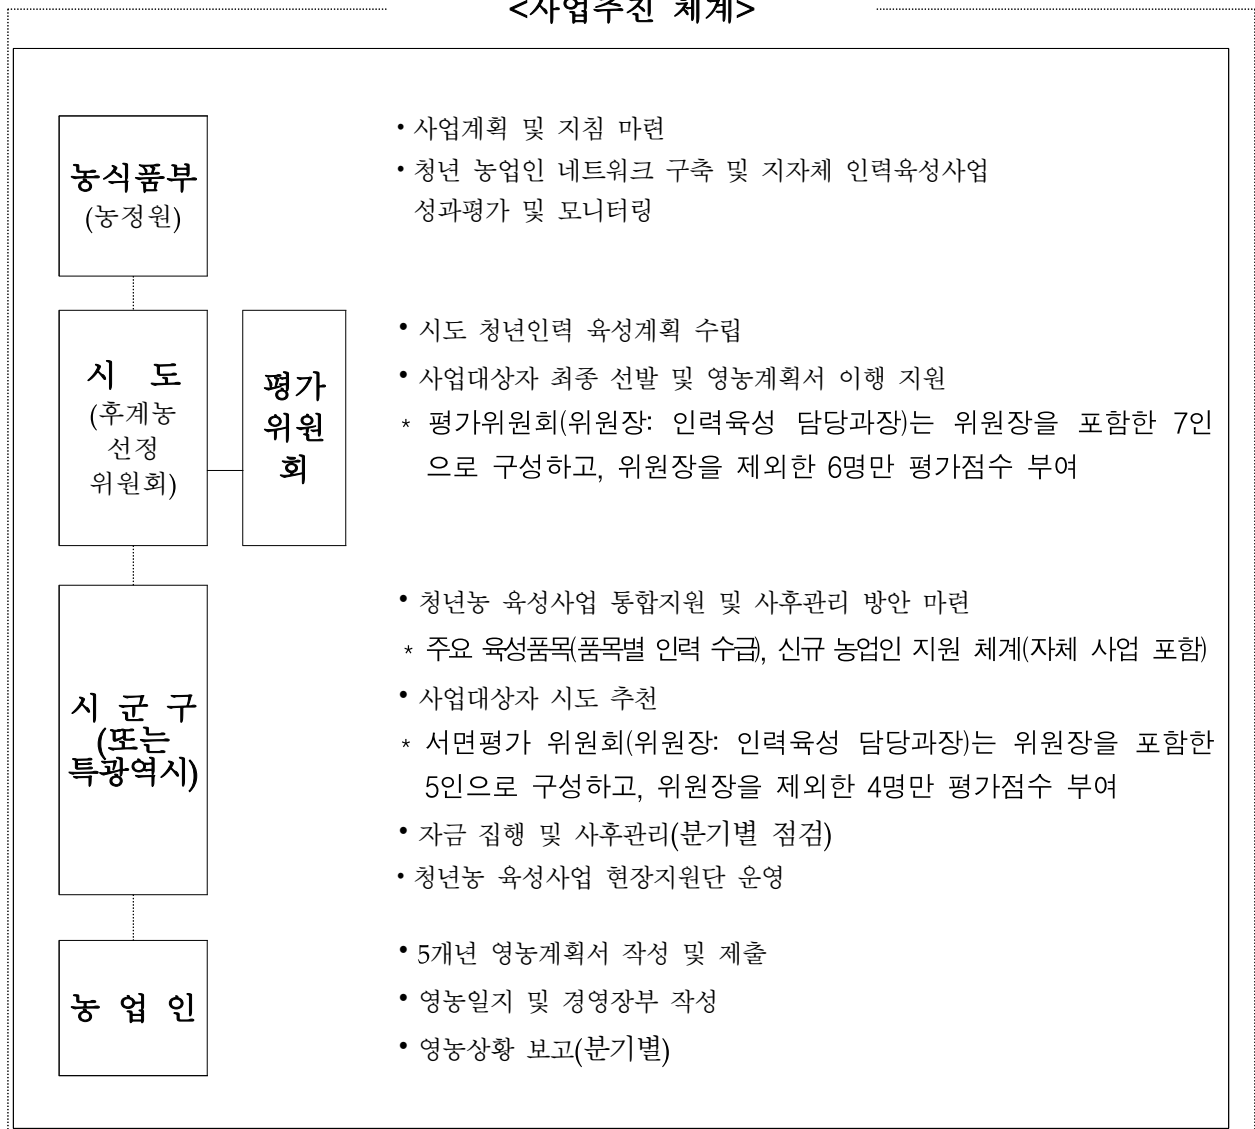 <사업추진 체계>
농식품부
(농정원)
• 사업계획 및 지침 마련
• 청년 농업인 네트워크 구축 및 지자체 인력육성사업
성과평가 및 모니터링
시 도
(후계농
선정
위원회)
평가
위원
회
• 시도 청년인력 육성계획 수립
• 사업대상자 최종 선발 및 영농계획서 이행 지원
* 평가위원회(위원장: 인력육성 담당과장)는 위원장을 포함한 7인
으로 구성하고, 위원장을 제외한 6명만 평가점수 부여
시 군 구
(또는
특광역시)
• 청년농 육성사업 통합지원 및 사후관리 방안 마련
* 주요 육성품목(품목별 인력 수급), 신규 농업인 지원 체계(자체 사업 포함)
• 사업대상자 시도 추천
* 서면평가 위원회(위원장: 인력육성 담당과장)는 위원장을 포함한
5인으로 구성하고, 위원장을 제외한 4명만 평가점수 부여
• 자금 집행 및 사후관리(분기별 점검)
• 청년농 육성사업 현장지원단 운영
농 업 인
• 5개년 영농계획서 작성 및 제출
• 영농일지 및 경영장부 작성
• 영농상황 보고(분기별)